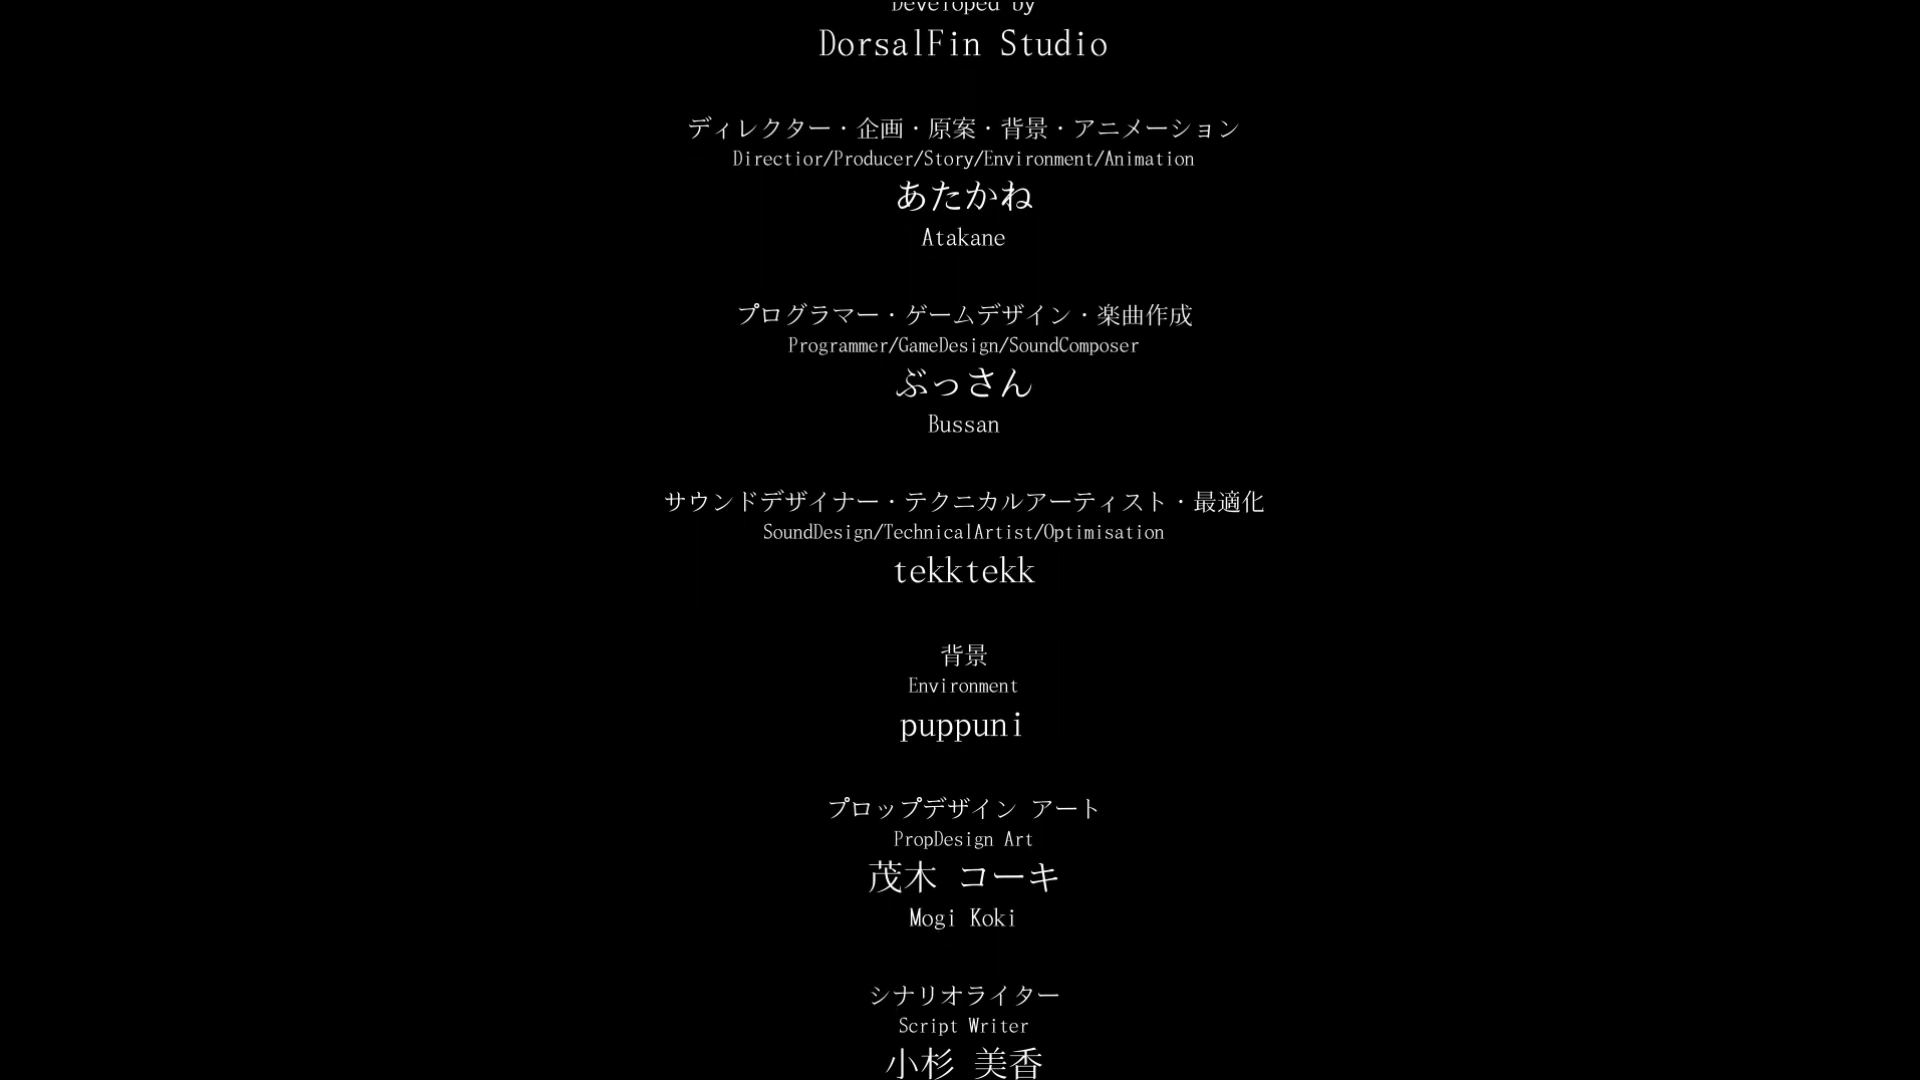 Developed by
DorsalFin Studio
ディレクター・企画・原案・背景・アニメーション
Directior/Producer/Story/Environment/Animation
あたかね
Atakane
プログラマー・ゲームデザイン・楽曲作成
Programmer/GameDesign/SoundComposer
ぶっさん
Bussan
サウンドデザイナー・テクニカルアーティスト・最適化
SoundDesign/TechnicalArtist/Optimisation
tekktekk
背景
Environment
puppuni
プロップデザイン アート
PropDesign Art
茂木 コーキ
Mogi Koki
シナリオライター
Script Writer
小杉 美香